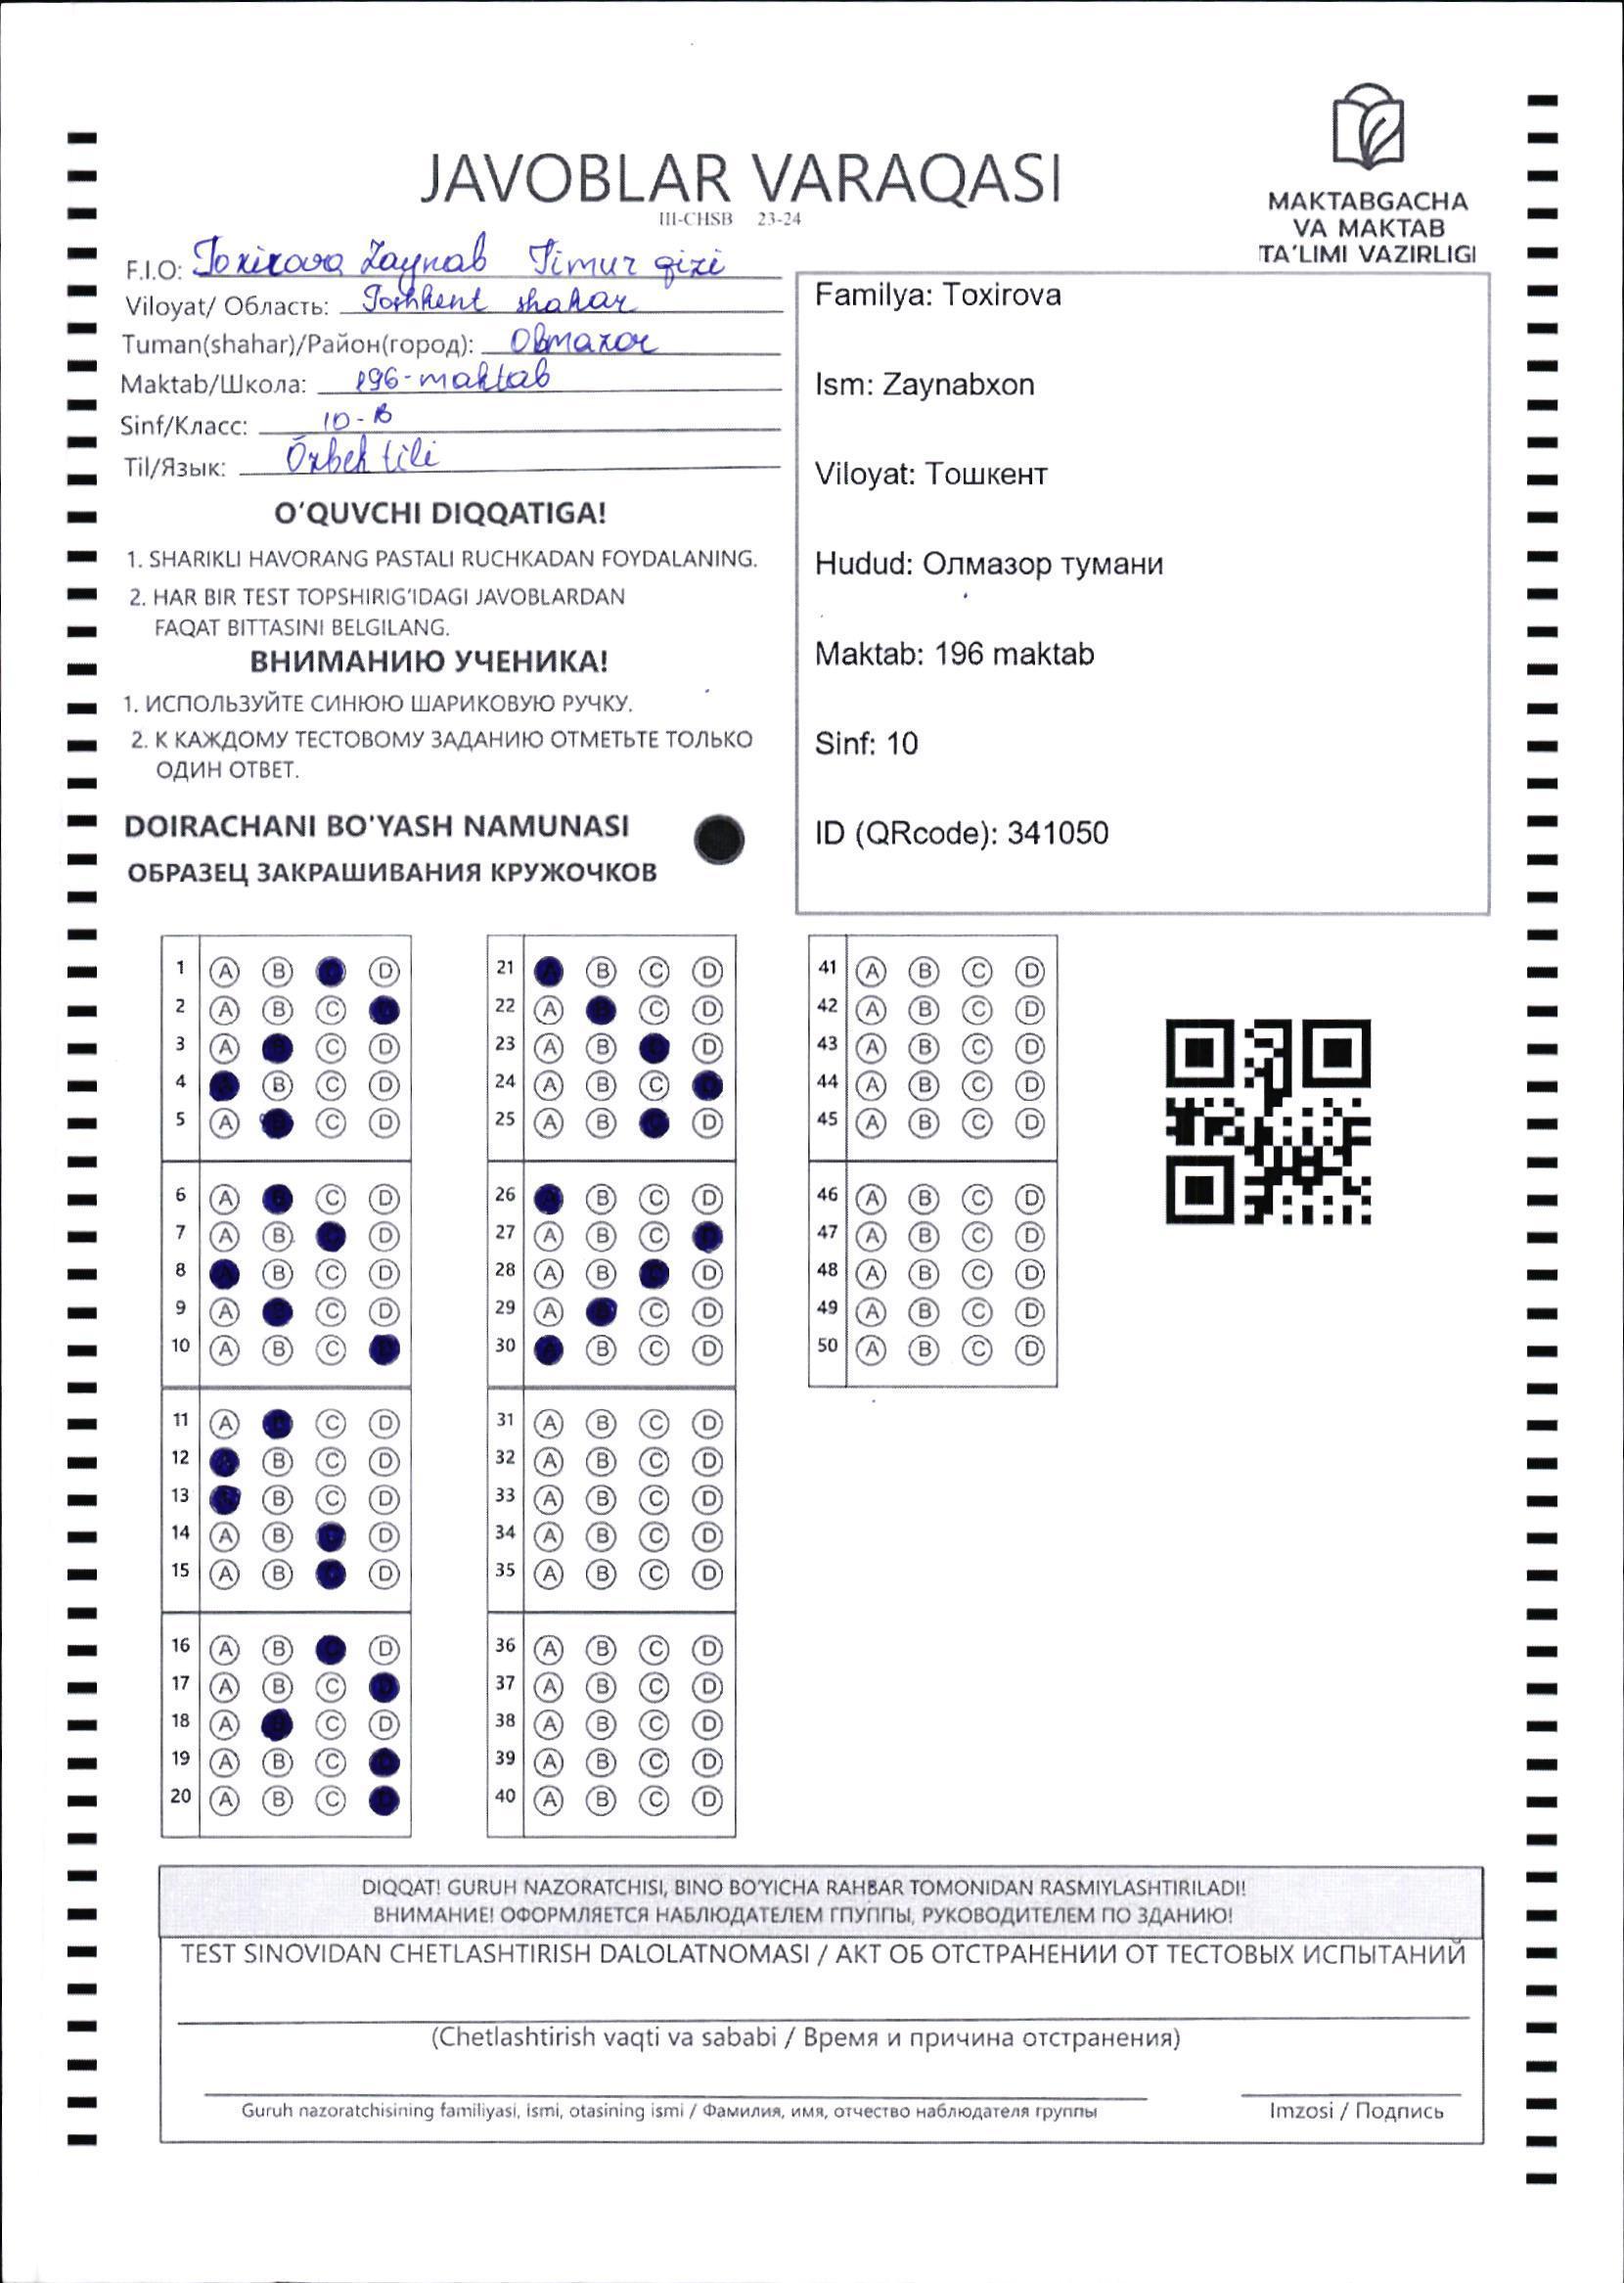 JAVOBLAR VARAQASI
III-CHSB 23-24
MAKTABGACHA
VA MAKTAB
TA'LIMI VAZIRLIGI
F.I.O: Toxirova Zaynab Timur qizi
Viloyat/ Область: Toshkent shahar
Tuman(shahar)/Район(город): Olmazor
Maktab/Школа: 196-maktab
Sinf/Класс: 10-B
Til/Язык: Özbek tili
O'QUVCHI DIQQATIGA!
1. SHARIKLI HAVORANG PASTALI RUCHKADAN FOYDALANING.
2. HAR BIR TEST TOPSHIRIG'IDAGI JAVOBLARDAN
FAQAT BITTASINI BELGILANG.
ВНИМАНИЮ УЧЕНИКА!
1. ИСПОЛЬЗУЙТЕ СИНЮЮ ШАРИКОВУЮ РУЧКУ.
2. К КАЖДОМУ ТЕСТОВОМУ ЗАДАНИЮ ОТМЕТЬТЕ ТОЛЬКО
ОДИН ОТВЕТ.
DOIRACHANI BO'YASH NAMUNASI
ОБРАЗЕЦ ЗАКРАШИВАНИЯ КРУЖОЧКОВ
Familya: Toxirova
Ism: Zaynabxon
Viloyat: Тошкент
Hudud: Олмазор тумани
Maktab: 196 maktab
Sinf: 10
ID (QRcode): 341050
1 A B D
2 A B C
3 A C D
4 B C D
5 A C D
6 A C D
7 A B D
8 B C D
9 A C D
10 A B C
11 A C D
12 B C D
13 B C D
14 A B D
15 A B D
16 A B D
17 A B C
18 A C D
19 A B C
20 A B C
21 B C D
22 A C D
23 A B D
24 A B C
25 A B D
26 B C D
27 A B C
28 A B D
29 A C D
30 B C D
31 A B C D
32 A B C D
33 A B C D
34 A B C D
35 A B C D
36 A B C D
37 A B C D
38 A B C D
39 A B C D
40 A B C D
41 A B C D
42 A B C D
43 A B C D
44 A B C D
45 A B C D
46 A B C D
47 A B C D
48 A B C D
49 A B C D
50 A B C D
DIQQAT! GURUH NAZORATCHISI, BINO BO'YICHA RAHBAR TOMONIDAN RASMIYLASHTIRILADI!
ВНИМАНИЕ! ОФОРМЛЯЕТСЯ НАБЛЮДАТЕЛЕМ ГПУППЫ, РУКОВОДИТЕЛЕМ ПО ЗДАНИЮ!
TEST SINOVIDAN CHETLASHTIRISH DALOLATNOMASI / АКТ ОБ ОТСТРАНЕНИИ ОТ ТЕСТОВЫХ ИСПЫТАНИЙ
(Chetlashtirish vaqti va sababi / Время и причина отстранения)
Guruh nazoratchisining familiyasi, ismi, otasining ismi / Фамилия, имя, отчество наблюдателя группы
Imzosi / Подпись